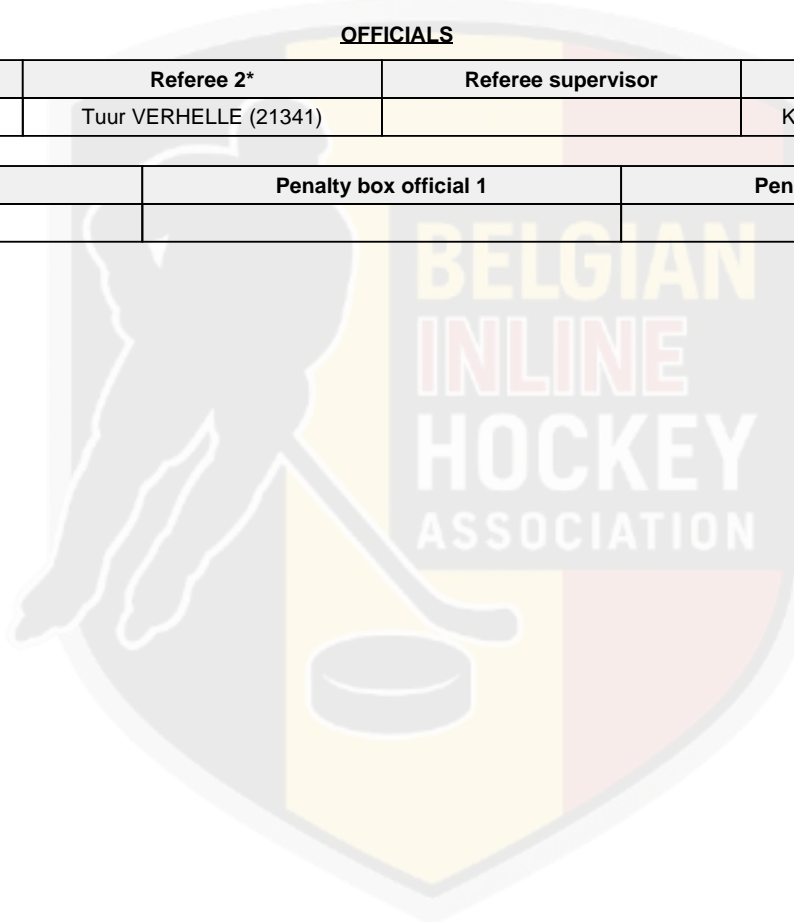 OFFICIALS
Referee 2* Referee supervisor
Tuur VERHELLE (21341) K
Penalty box official 1 Pen
BELGIAN
INLINE
HOCKEY
ASSOCIATION